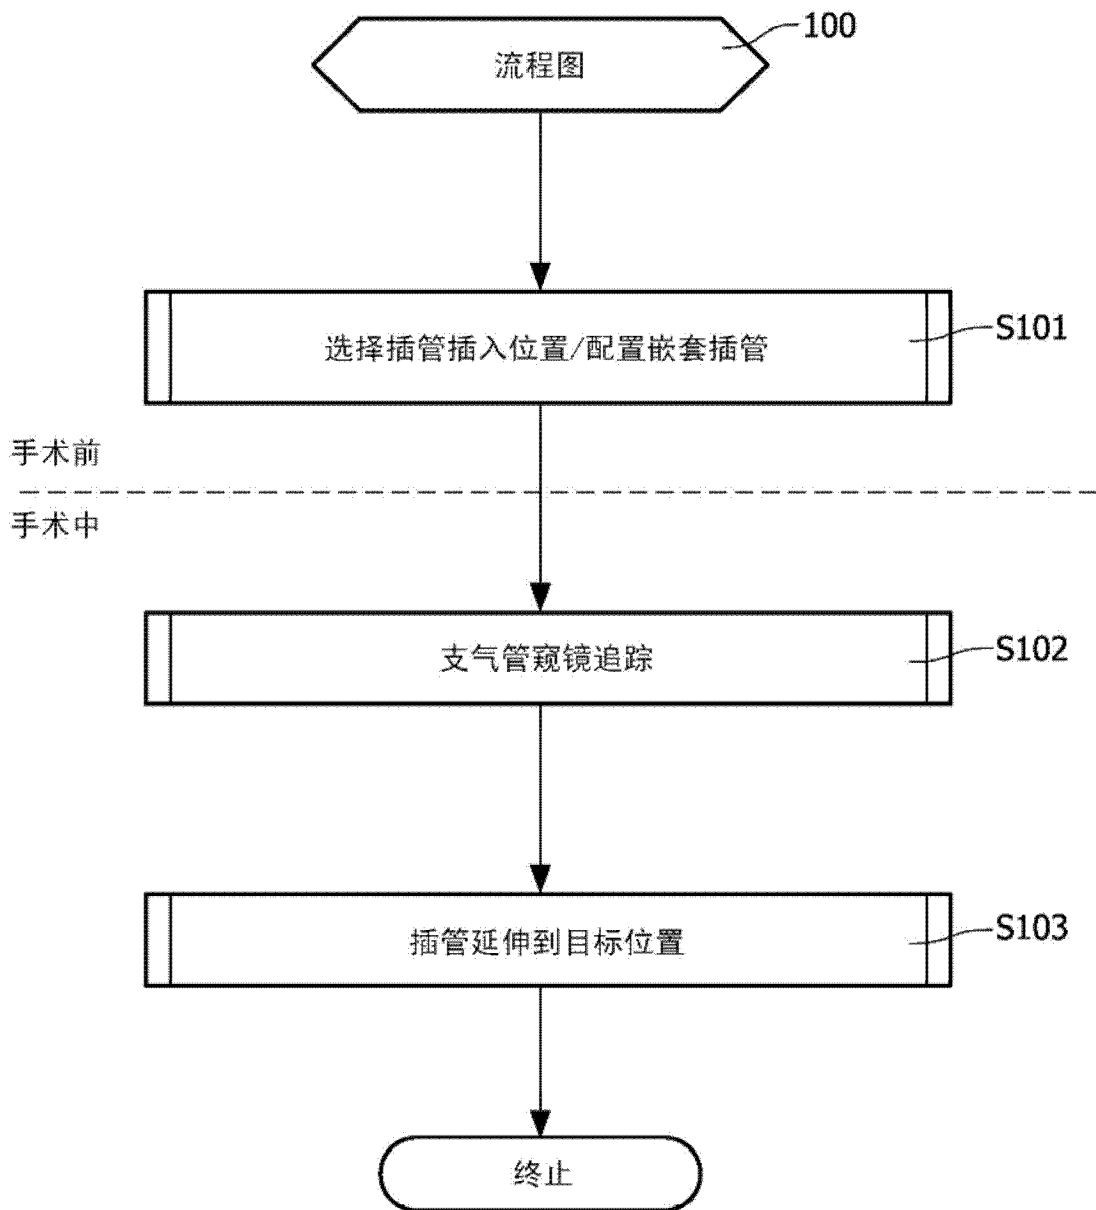 100
流程图
选择插管插入位置/配置嵌套插管
S101
手术前
手术中
支气管窥镜追踪
S102
插管延伸到目标位置
S103
终止